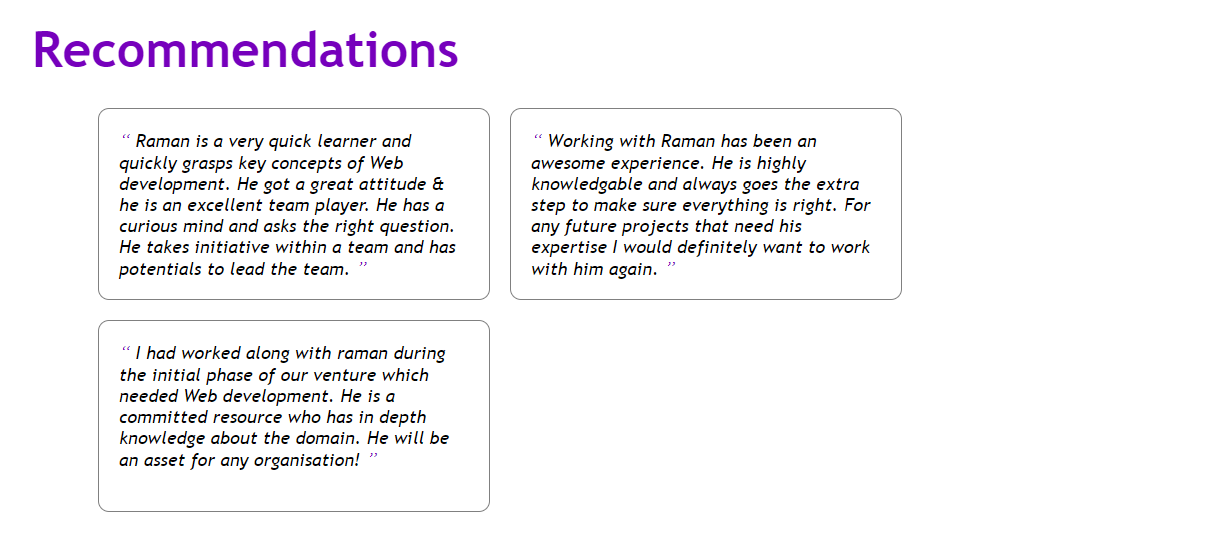 Recommendations
“ Raman is a very quick learner and
quickly grasps key concepts of Web
development. He got a great attitude &
he is an excellent team player. He has a
curious mind and asks the right question.
He takes initiative within a team and has
potentials to lead the team. ”
“ Working with Raman has been an
awesome experience. He is highly
knowledgable and always goes the extra
step to make sure everything is right. For
any future projects that need his
expertise I would definitely want to work
with him again. ”
“ I had worked along with raman during
the initial phase of our venture which
needed Web development. He is a
committed resource who has in depth
knowledge about the domain. He will be
an asset for any organisation! ”